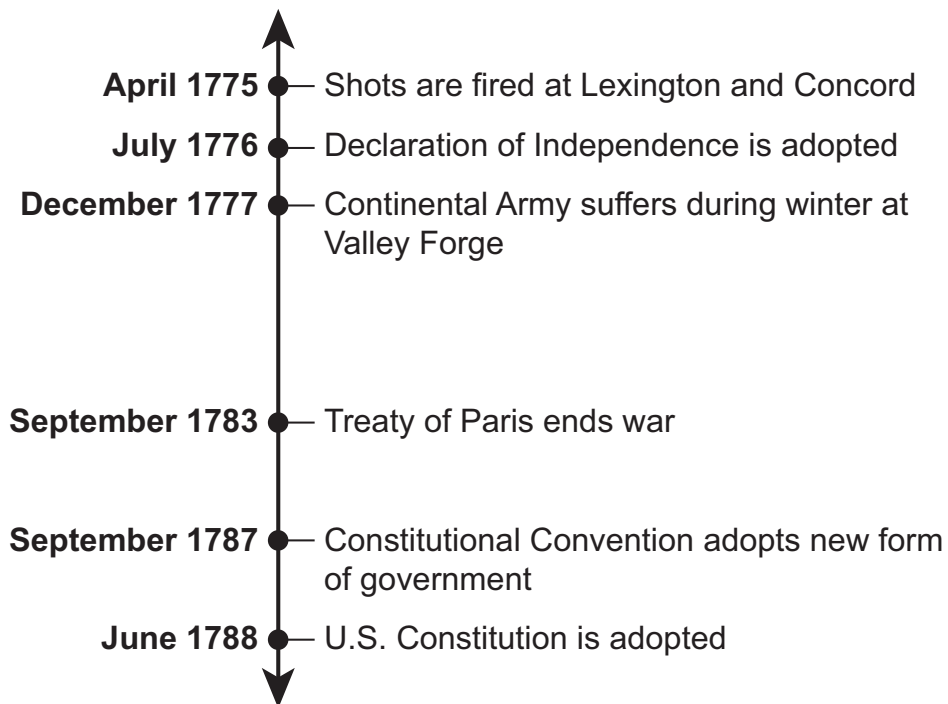 April 1775 Shots are fired at Lexington and Concord
July 1776 Declaration of Independence is adopted
December 1777 Continental Army suffers during winter at
Valley Forge
September 1783 Treaty of Paris ends war
September 1787 Constitutional Convention adopts new form
of government
June 1788 U.S. Constitution is adopted